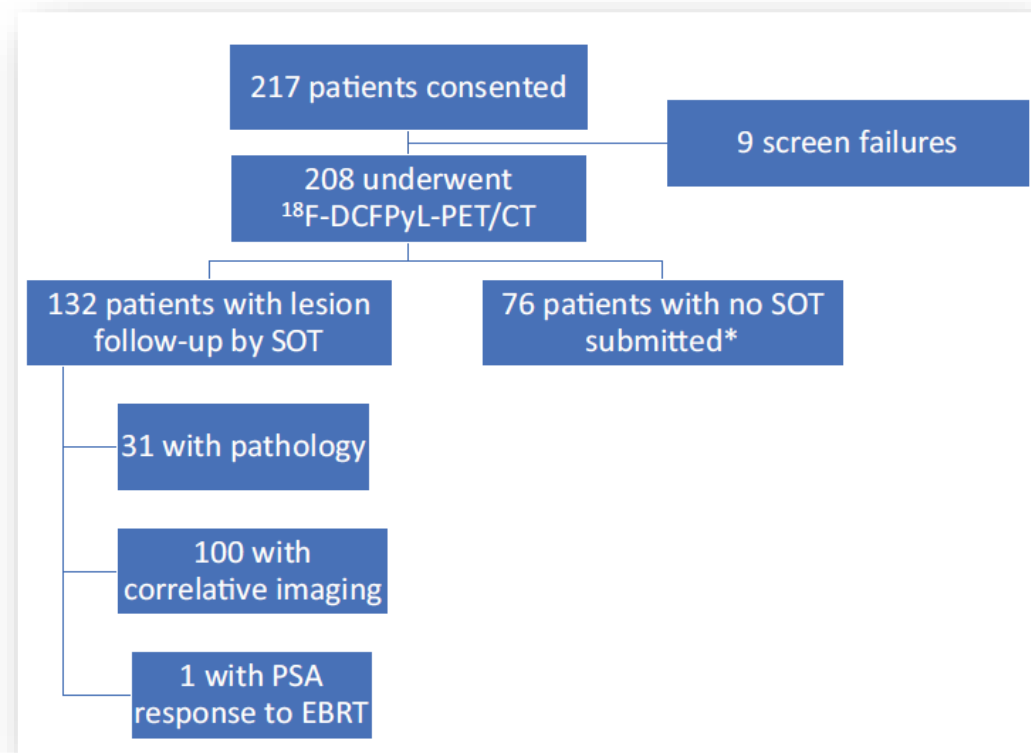 217 patients consented
9 screen failures
208 underwent
¹⁸F-DCFPyL-PET/CT
132 patients with lesion
follow-up by SOT
76 patients with no SOT
submitted*
31 with pathology
100 with
correlative imaging
1 with PSA
response to EBRT